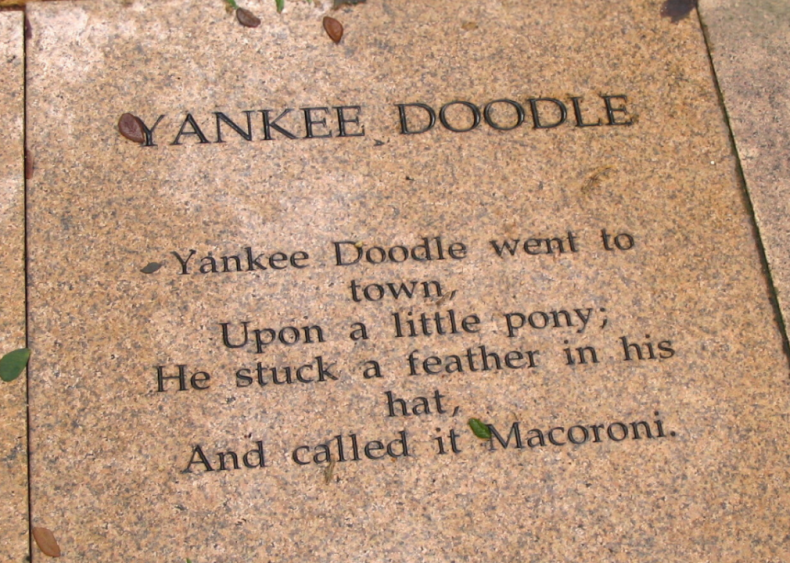 YANKEE DOODLE
Yankee Doodle went to
town,
Upon a little pony;
He stuck a feather in his
hat,
And called it Macoroni.